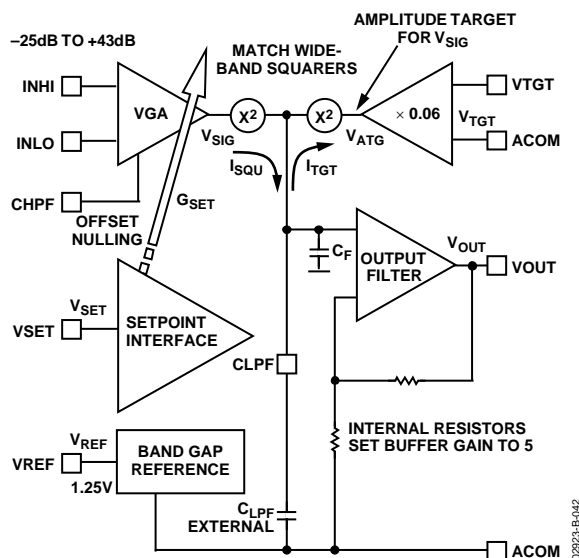 –25dB TO +43dB
AMPLITUDE TARGET
FOR VSIG
MATCH WIDE-
BAND SQUARERS
INHI
INLO
VGA
X2
X2
× 0.06
VTGT
VTGT
ACOM
VSIG
VATG
ISQU
ITGT
CHPF
OFFSET
NULLING
GSET
CF
OUTPUT
FILTER
VOUT
VOUT
VSET
VSET
SETPOINT
INTERFACE
CLPF
INTERNAL RESISTORS
SET BUFFER GAIN TO 5
VREF
VREF
1.25V
BAND GAP
REFERENCE
CLPF
EXTERNAL
ACOM
02923-B-042